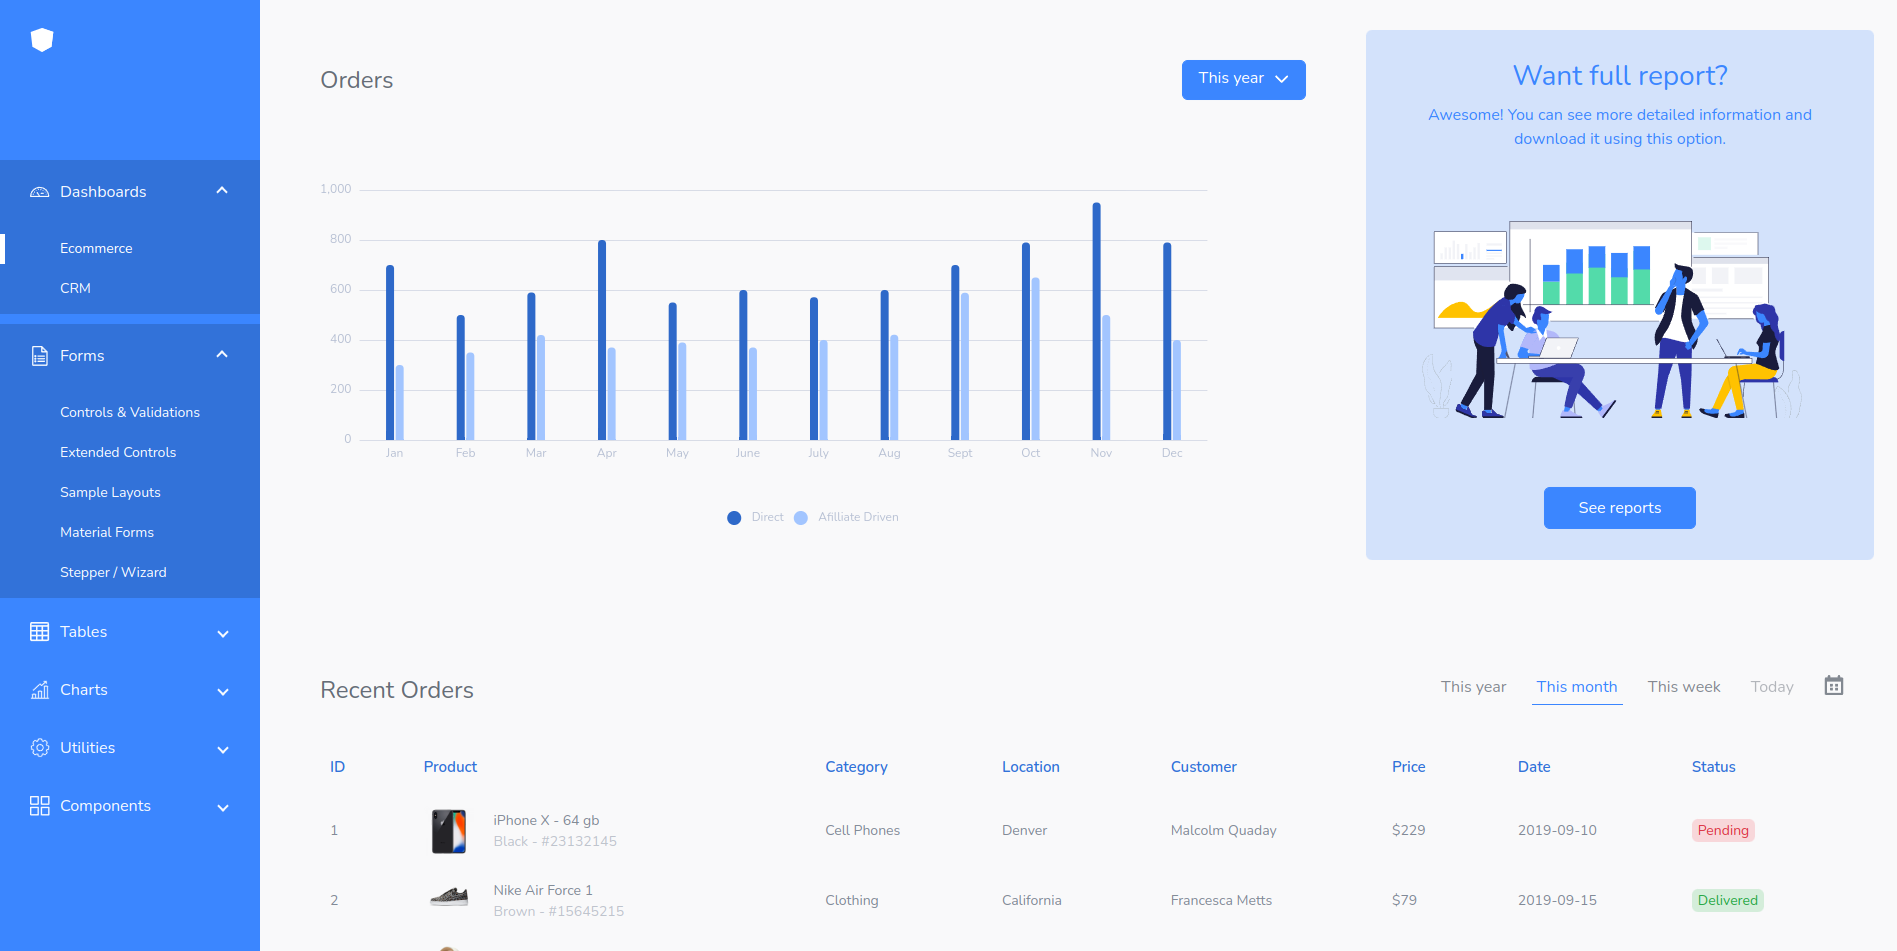 Dashboards
Ecommerce
CRM
Forms
Controls & Validations
Extended Controls
Sample Layouts
Material Forms
Stepper / Wizard
Tables
Charts
Utilities
Components
Orders
This year
1,000
800
600
400
200
0
Jan Feb Mar Apr May June July Aug Sept Oct Nov Dec
Direct Afilliate Driven
Want full report?
Awesome! You can see more detailed information and
download it using this option.
See reports
Recent Orders
This year This month This week Today
ID Product Category Location Customer Price Date Status
1 iPhone X - 64 gb Cell Phones Denver Malcolm Quaday $229 2019-09-10 Pending
Black - #23132145
2 Nike Air Force 1 Clothing California Francesca Metts $79 2019-09-15 Delivered
Brown - #15645215